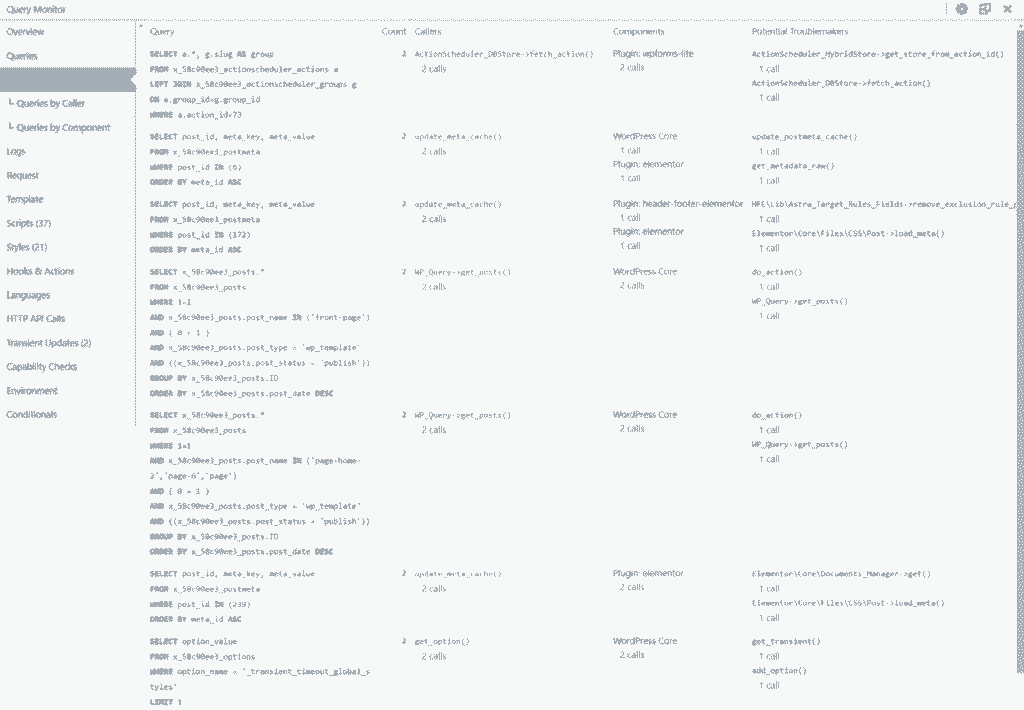 Query Monitor
Overview
Queries
└ Queries by Caller
└ Queries by Component
Logs
Request
Template
Scripts (37)
Styles (21)
Hooks & Actions
Languages
HTTP API Calls
Transient Updates (2)
Capability Checks
Environment
Conditionals
Query Count Callers Components Potential Troublemakers
SELECT a.*, g.slug AS group 2 ActionScheduler_DBStore->fetch_action() Plugin: wpforms-lite ActionScheduler_HybridStore->get_store_from_action_id()
FROM x_58c90ee3_actionscheduler_actions a 2 calls 2 calls 1 call
LEFT JOIN x_58c90ee3_actionscheduler_groups g ActionScheduler_DBStore->fetch_action()
ON a.group_id=g.group_id 1 call
WHERE a.action_id=73
SELECT post_id, meta_key, meta_value 2 update_meta_cache() WordPress Core update_postmeta_cache()
FROM x_58c90ee3_postmeta 2 calls 1 call 1 call
WHERE post_id IN (6) Plugin: elementor get_metadata_raw()
ORDER BY meta_id ASC 1 call 1 call
SELECT post_id, meta_key, meta_value 2 update_meta_cache() Plugin: header-footer-elementor HFE\Lib\Astra_Target_Rules_Fields->remove_exclusion_rule_p
FROM x_58c90ee3_postmeta 2 calls 1 call 1 call
WHERE post_id IN (172) Plugin: elementor Elementor\Core\Files\CSS\Post->load_meta()
ORDER BY meta_id ASC 1 call 1 call
SELECT x_58c90ee3_posts.* 2 WP_Query->get_posts() WordPress Core do_action()
FROM x_58c90ee3_posts 2 calls 2 calls 1 call
WHERE 1=1 WP_Query->get_posts()
AND x_58c90ee3_posts.post_name IN ('front-page') 1 call
AND ( 0 = 1 )
AND x_58c90ee3_posts.post_type = 'wp_template'
AND ((x_58c90ee3_posts.post_status = 'publish'))
GROUP BY x_58c90ee3_posts.ID
ORDER BY x_58c90ee3_posts.post_date DESC
SELECT x_58c90ee3_posts.* 2 WP_Query->get_posts() WordPress Core do_action()
FROM x_58c90ee3_posts 2 calls 2 calls 1 call
WHERE 1=1 WP_Query->get_posts()
AND x_58c90ee3_posts.post_name IN ('page-home- 1 call
2','page-6','page')
AND ( 0 = 1 )
AND x_58c90ee3_posts.post_type = 'wp_template'
AND ((x_58c90ee3_posts.post_status = 'publish'))
GROUP BY x_58c90ee3_posts.ID
ORDER BY x_58c90ee3_posts.post_date DESC
SELECT post_id, meta_key, meta_value 2 update_meta_cache() Plugin: elementor Elementor\Core\Documents_Manager->get()
FROM x_58c90ee3_postmeta 2 calls 2 calls 1 call
WHERE post_id IN (239) Elementor\Core\Files\CSS\Post->load_meta()
ORDER BY meta_id ASC 1 call
SELECT option_value 2 get_option() WordPress Core get_transient()
FROM x_58c90ee3_options 2 calls 2 calls 1 call
WHERE option_name = '_transient_timeout_global_s add_option()
tyles' 1 call
LIMIT 1